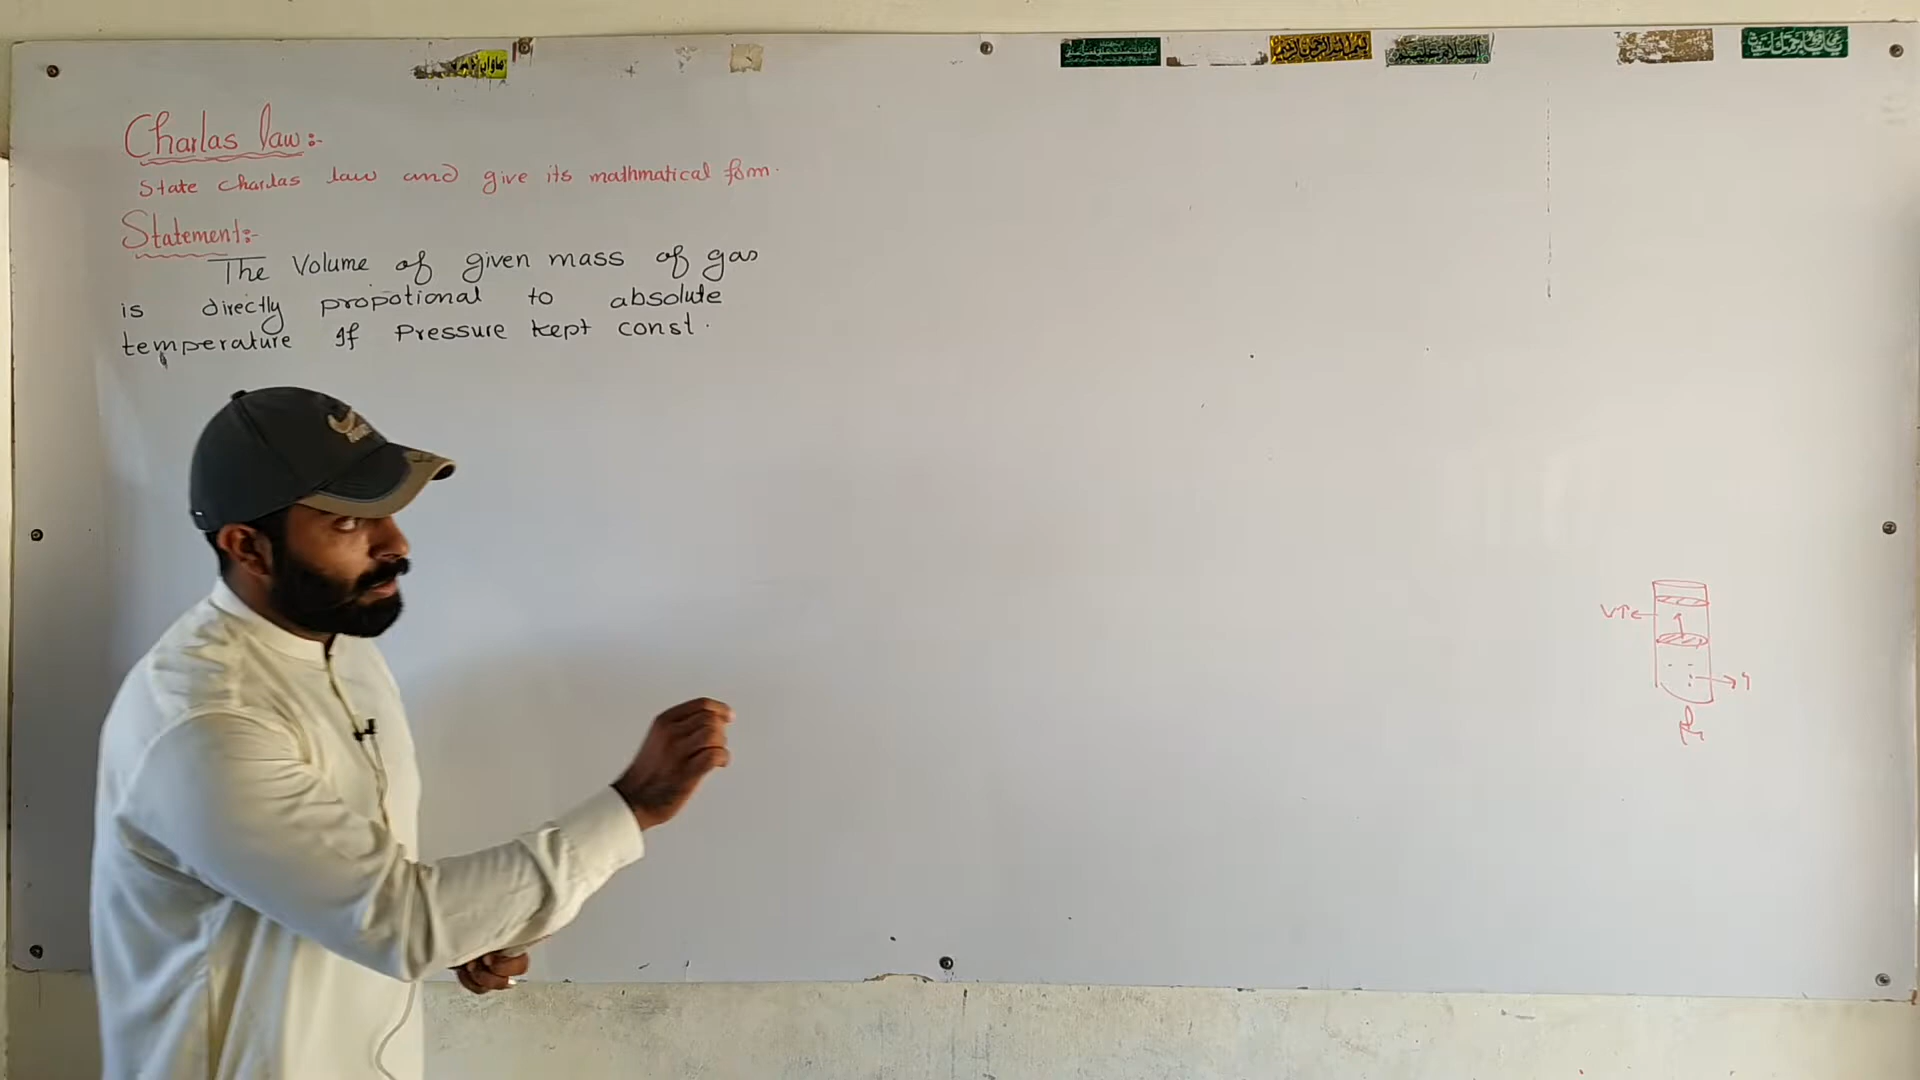 Charlas law:-
State charlas law and give its mathmatical form.
Statement:-
The Volume of given mass of gas
is directly propotional to absolute
temperature If Pressure kept const.
V↑